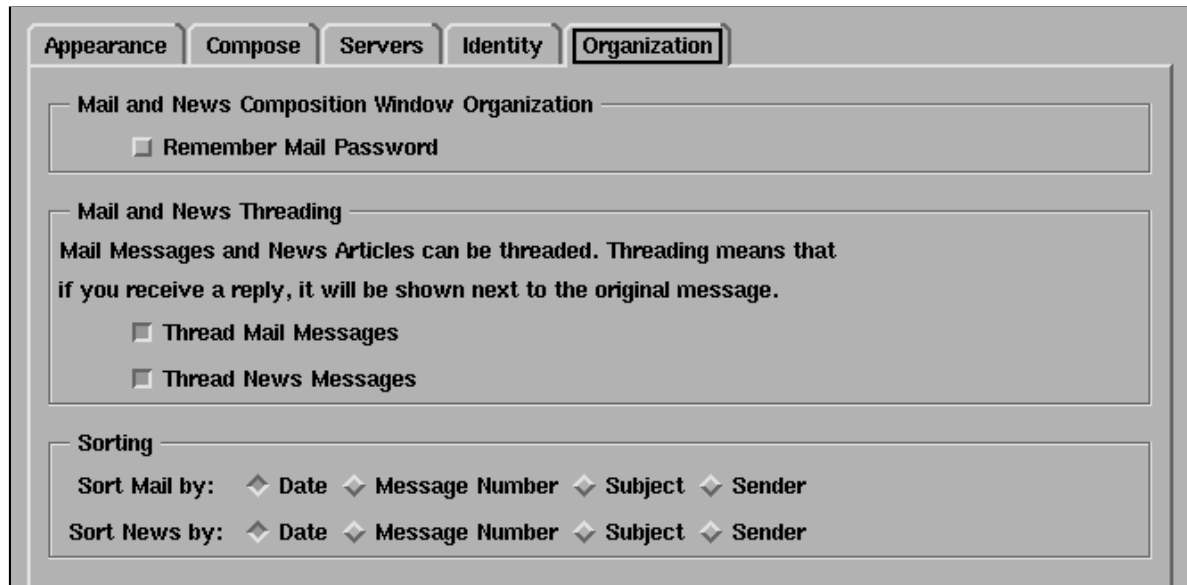 Appearance Compose Servers Identity Organization
Mail and News Composition Window Organization
Remember Mail Password
Mail and News Threading
Mail Messages and News Articles can be threaded. Threading means that
if you receive a reply, it will be shown next to the original message.
Thread Mail Messages
Thread News Messages
Sorting
Sort Mail by: Date Message Number Subject Sender
Sort News by: Date Message Number Subject Sender